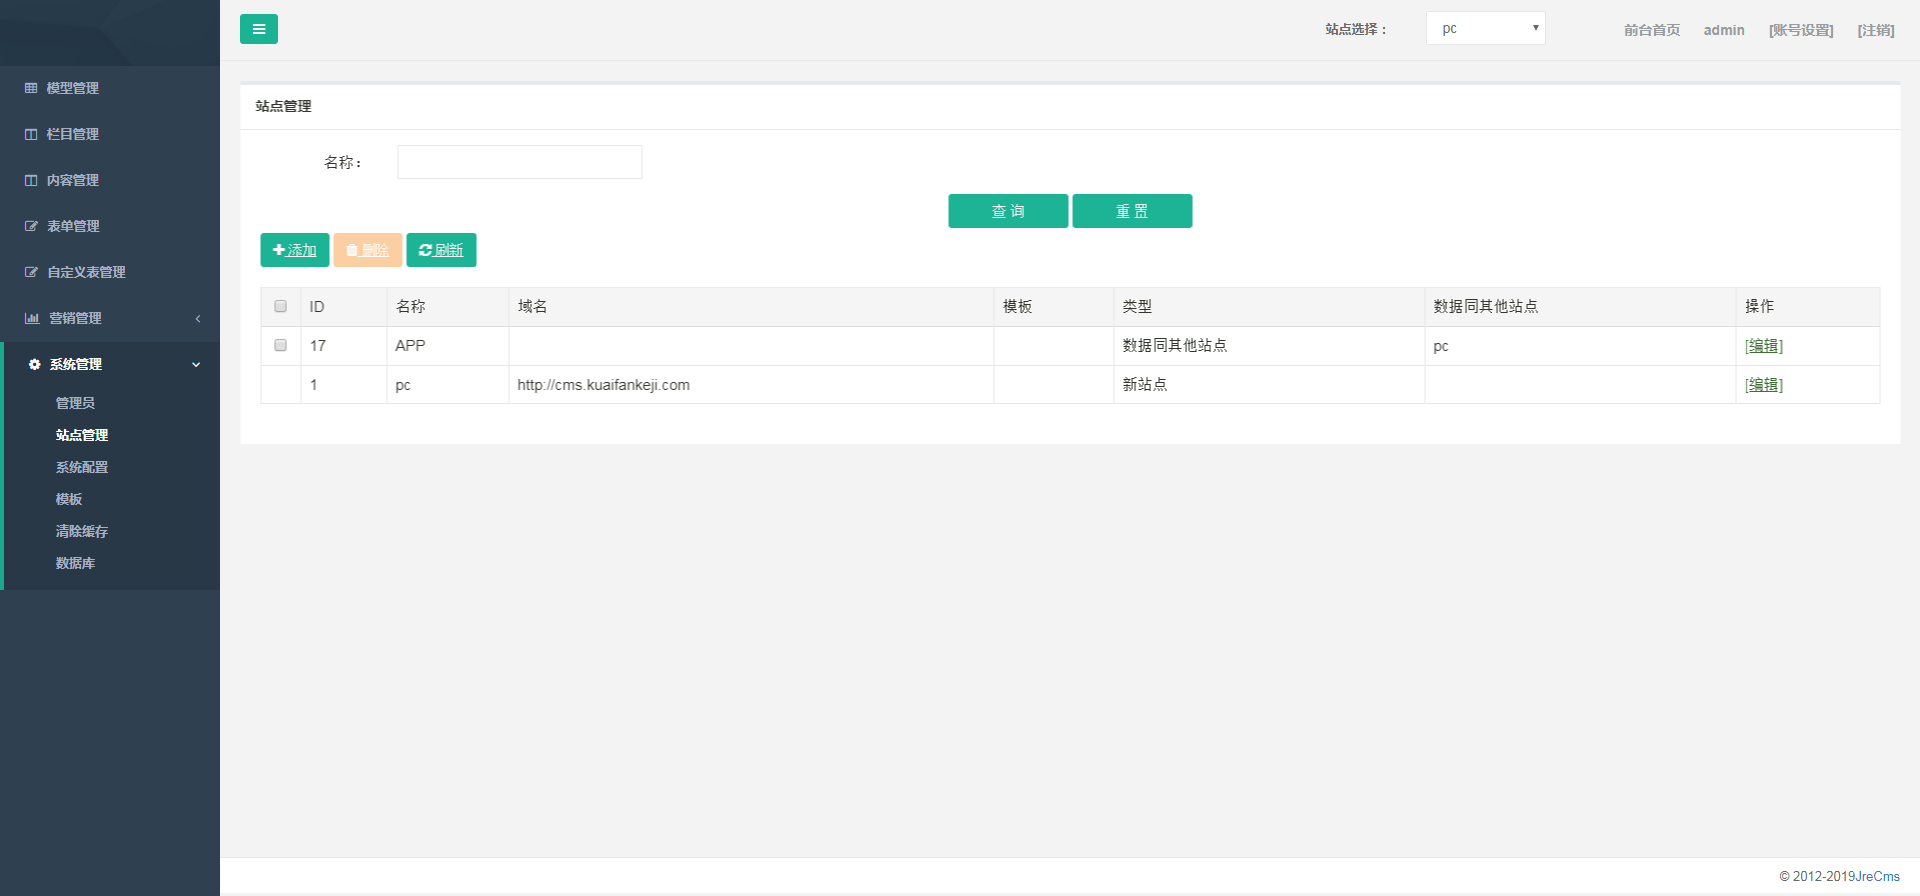 站点选择：
pc
前台首页
admin
[账号设置]
[注销]
模型管理
栏目管理
内容管理
表单管理
自定义表管理
营销管理
系统管理
管理员
站点管理
系统配置
模板
清除缓存
数据库
站点管理
名称：
查 询
重 置
添加
删除
刷新
ID 名称 域名 模板 类型 数据同其他站点 操作
17 APP 数据同其他站点 pc [编辑]
1 pc http://cms.kuaifankeji.com 新站点 [编辑]
© 2012-2019JreCms